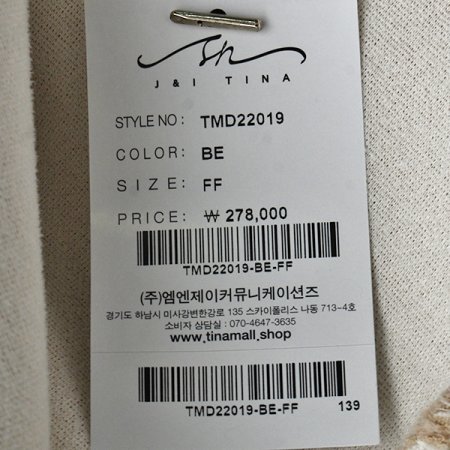 J & I TINA
STYLE NO : TMD22019
COLOR: BE
SIZE: FF
PRICE: ₩ 278,000
TMD22019-BE-FF
(주)엠엔제이커뮤니케이션즈
경기도 하남시 미사강변한강로 135 스카이폴리스 나동 713-4호
소비자 상담실 : 070-4647-3635
www.tinamall.shop
TMD22019-BE-FF 139